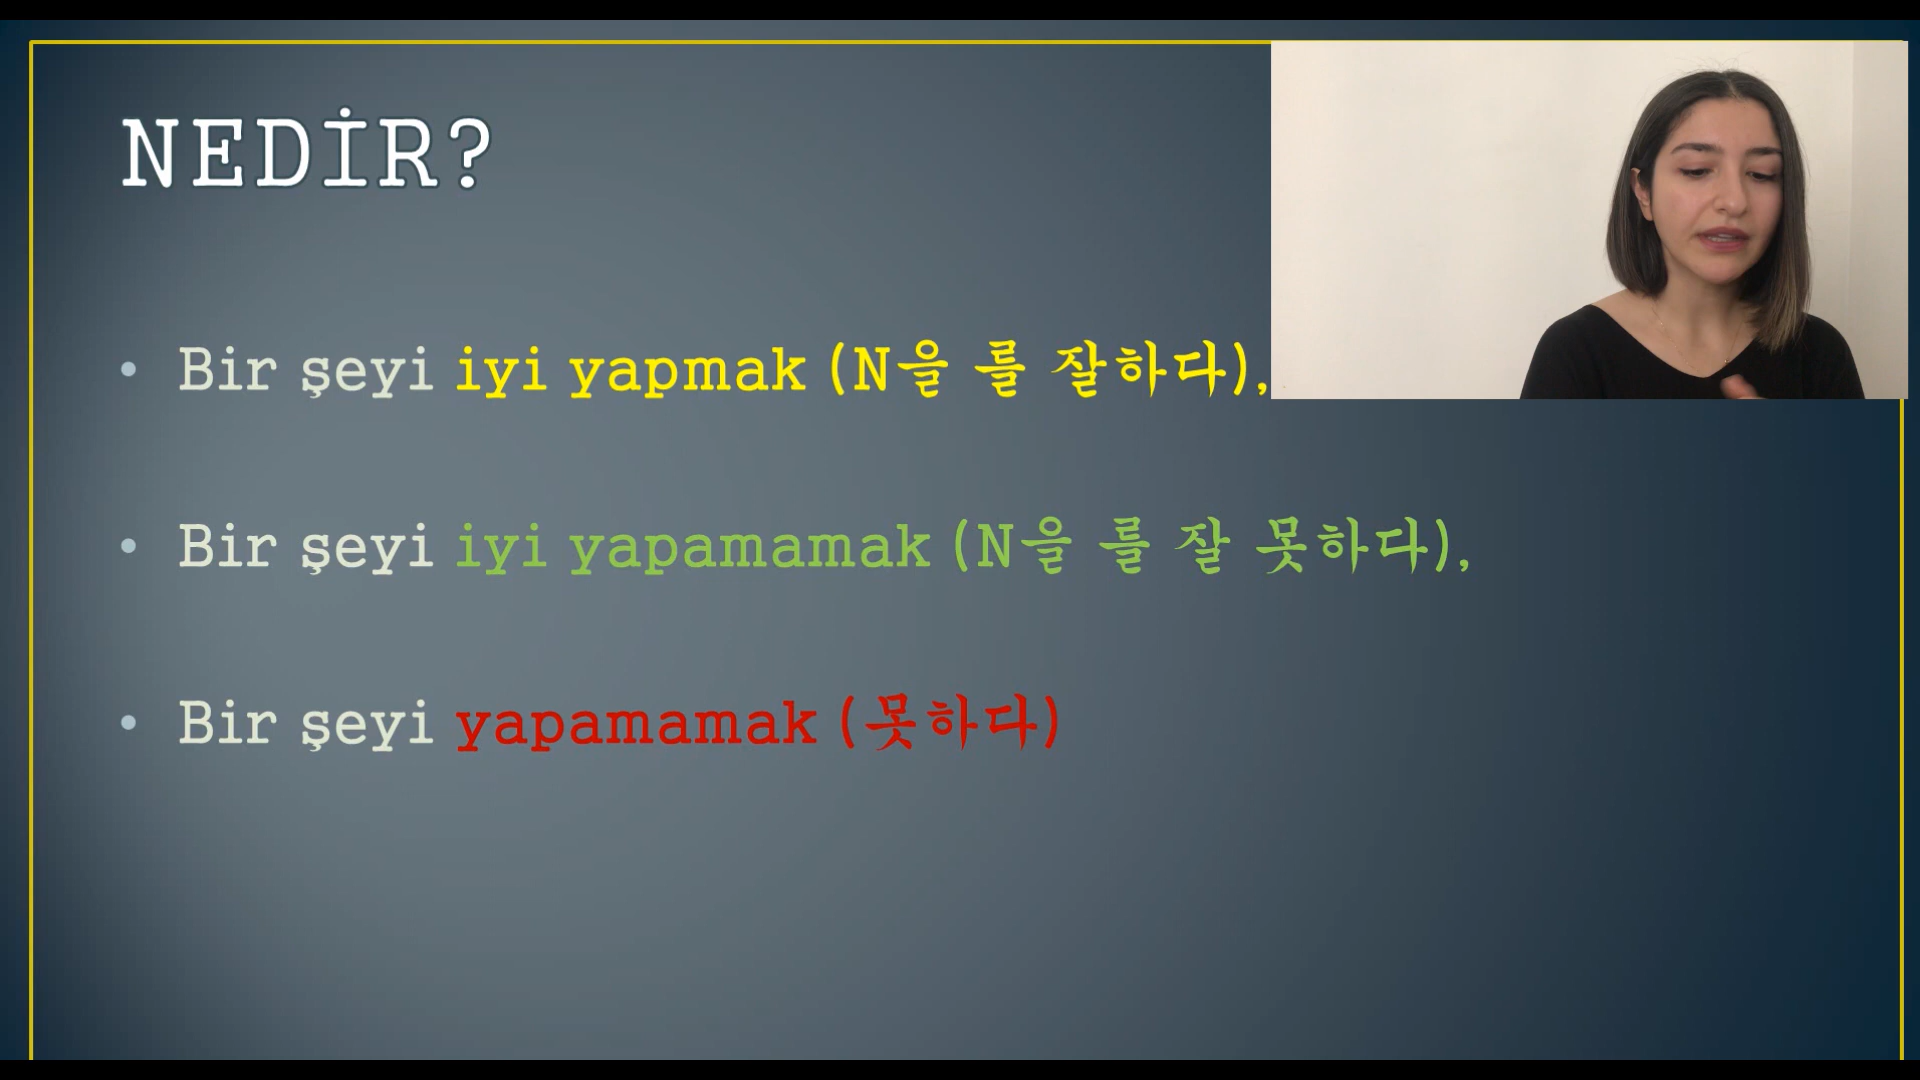 NEDİR?
• Bir şeyi iyi yapmak (N을 를 잘하다),
• Bir şeyi iyi yapamamak (N을 를 잘 못하다),
• Bir şeyi yapamamak (못하다)